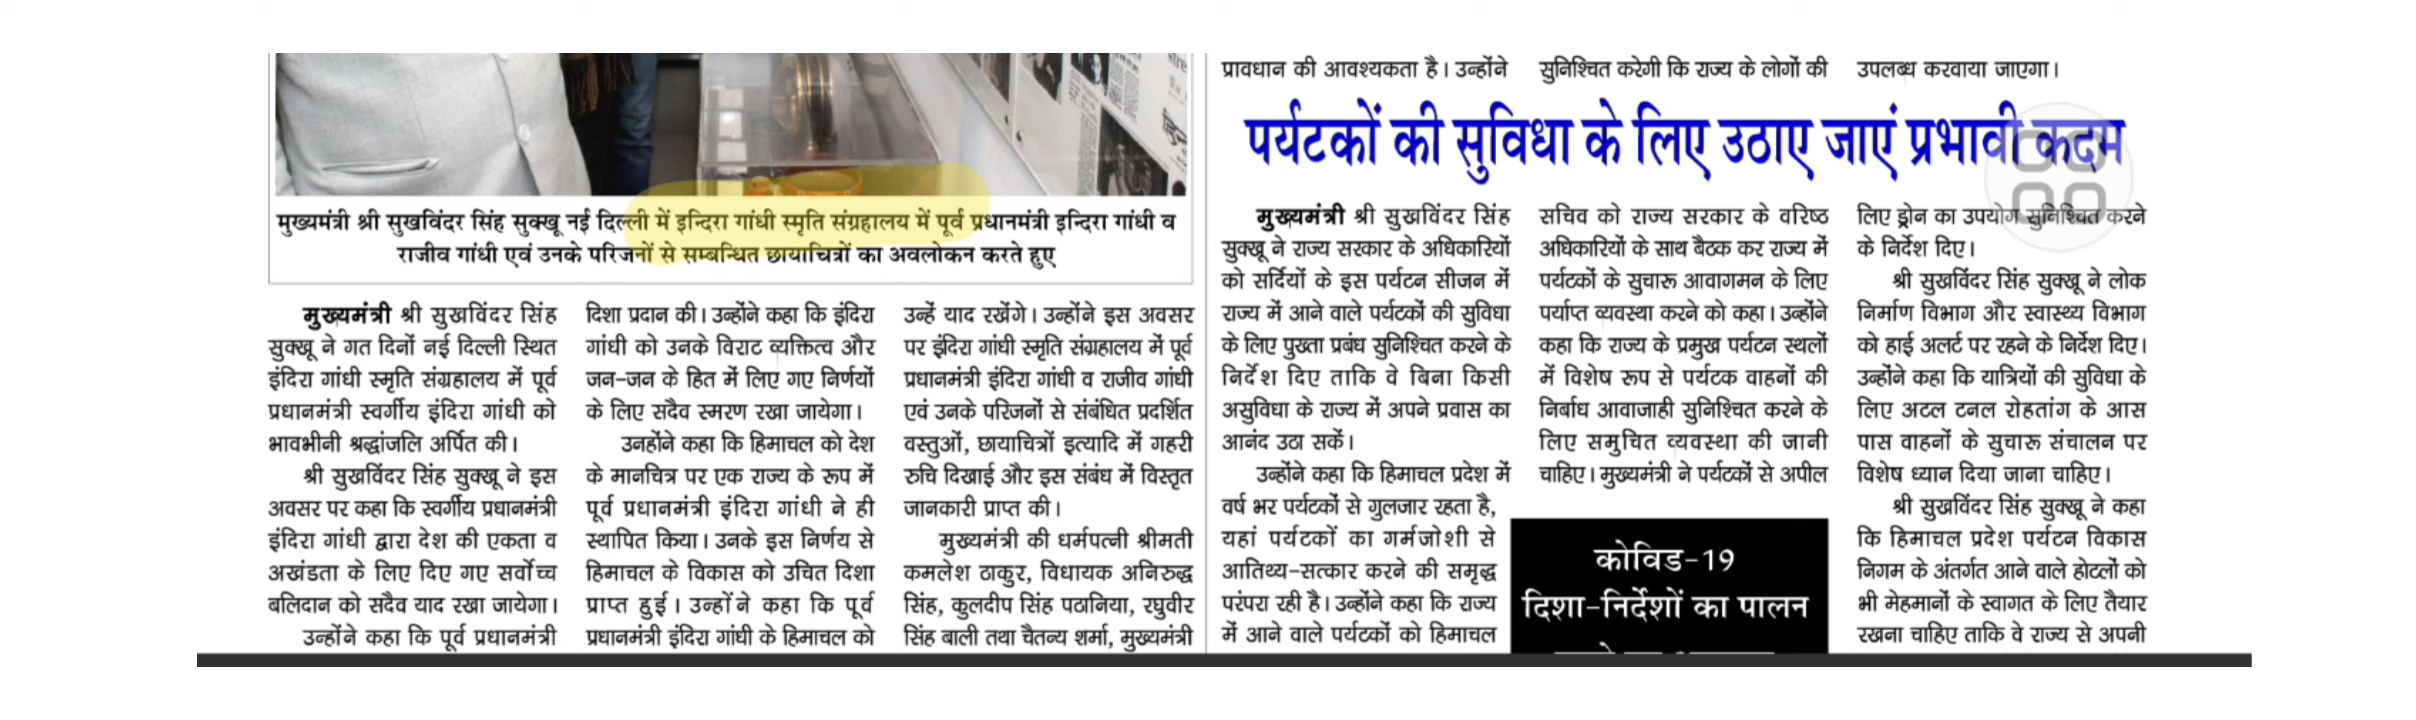 मुख्यमंत्री श्री सुखविंदर सिंह सुक्खू नई दिल्ली में इन्दिरा गांधी स्मृति संग्रहालय में पूर्व प्रधानमंत्री इन्दिरा गांधी व
राजीव गांधी एवं उनके परिजनों से सम्बन्धित छायाचित्रों का अवलोकन करते हुए
मुख्यमंत्री श्री सुखविंदर सिंह
सुक्खू ने गत दिनों नई दिल्ली स्थित
इंदिरा गांधी स्मृति संग्रहालय में पूर्व
प्रधानमंत्री स्वर्गीय इंदिरा गांधी को
भावभीनी श्रद्धांजलि अर्पित की।
श्री सुखविंदर सिंह सुक्खू ने इस
अवसर पर कहा कि स्वर्गीय प्रधानमंत्री
इंदिरा गांधी द्वारा देश की एकता व
अखंडता के लिए दिए गए सर्वोच्च
बलिदान को सदैव याद रखा जायेगा।
उन्होंने कहा कि पूर्व प्रधानमंत्री
दिशा प्रदान की। उन्होंने कहा कि इंदिरा
गांधी को उनके विराट व्यक्तित्व और
जन-जन के हित में लिए गए निर्णयों
के लिए सदैव स्मरण रखा जायेगा।
उनहोंने कहा कि हिमाचल को देश
के मानचित्र पर एक राज्य के रूप में
पूर्व प्रधानमंत्री इंदिरा गांधी ने ही
स्थापित किया। उनके इस निर्णय से
हिमाचल के विकास को उचित दिशा
प्राप्त हुई। उन्होंने कहा कि पूर्व
प्रधानमंत्री इंदिरा गांधी के हिमाचल को
उन्हें याद रखेंगे। उन्होंने इस अवसर
पर इंदिरा गांधी स्मृति संग्रहालय में पूर्व
प्रधानमंत्री इंदिरा गांधी व राजीव गांधी
एवं उनके परिजनों से संबंधित प्रदर्शित
वस्तुओं, छायाचित्रों इत्यादि में गहरी
रुचि दिखाई और इस संबंध में विस्तृत
जानकारी प्राप्त की।
मुख्यमंत्री की धर्मपत्नी श्रीमती
कमलेश ठाकुर, विधायक अनिरुद्ध
सिंह, कुलदीप सिंह पठानिया, रघुवीर
सिंह बाली तथा चैतन्य शर्मा, मुख्यमंत्री
प्रावधान की आवश्यकता है। उन्होंने
सुनिश्चित करेगी कि राज्य के लोगों की
उपलब्ध करवाया जाएगा।
पर्यटकों की सुविधा के लिए उठाए जाएं प्रभावी कदम
मुख्यमंत्री श्री सुखविंदर सिंह
सुक्खू ने राज्य सरकार के अधिकारियों
को सर्दियों के इस पर्यटन सीजन में
राज्य में आने वाले पर्यटकों की सुविधा
के लिए पुख्ता प्रबंध सुनिश्चित करने के
निर्देश दिए ताकि वे बिना किसी
असुविधा के राज्य में अपने प्रवास का
आनंद उठा सकें।
उन्होंने कहा कि हिमाचल प्रदेश में
वर्ष भर पर्यटकों से गुलजार रहता है,
यहां पर्यटकों का गर्मजोशी से
आतिथ्य-सत्कार करने की समृद्ध
परंपरा रही है। उन्होंने कहा कि राज्य
में आने वाले पर्यटकों को हिमाचल
सचिव को राज्य सरकार के वरिष्ठ
अधिकारियों के साथ बैठक कर राज्य में
पर्यटकों के सुचारू आवागमन के लिए
पर्याप्त व्यवस्था करने को कहा। उन्होंने
कहा कि राज्य के प्रमुख पर्यटन स्थलों
में विशेष रूप से पर्यटक वाहनों की
निर्बाध आवाजाही सुनिश्चित करने के
लिए समुचित व्यवस्था की जानी
चाहिए। मुख्यमंत्री ने पर्यटकों से अपील
कोविड-19
दिशा-निर्देशों का पालन
लिए ड्रोन का उपयोग सुनिश्चित करने
के निर्देश दिए।
श्री सुखविंदर सिंह सुक्खू ने लोक
निर्माण विभाग और स्वास्थ्य विभाग
को हाई अलर्ट पर रहने के निर्देश दिए।
उन्होंने कहा कि यात्रियों की सुविधा के
लिए अटल टनल रोहतांग के आस
पास वाहनों के सुचारू संचालन पर
विशेष ध्यान दिया जाना चाहिए।
श्री सुखविंदर सिंह सुक्खू ने कहा
कि हिमाचल प्रदेश पर्यटन विकास
निगम के अंतर्गत आने वाले होटलों को
भी मेहमानों के स्वागत के लिए तैयार
रखना चाहिए ताकि वे राज्य से अपनी